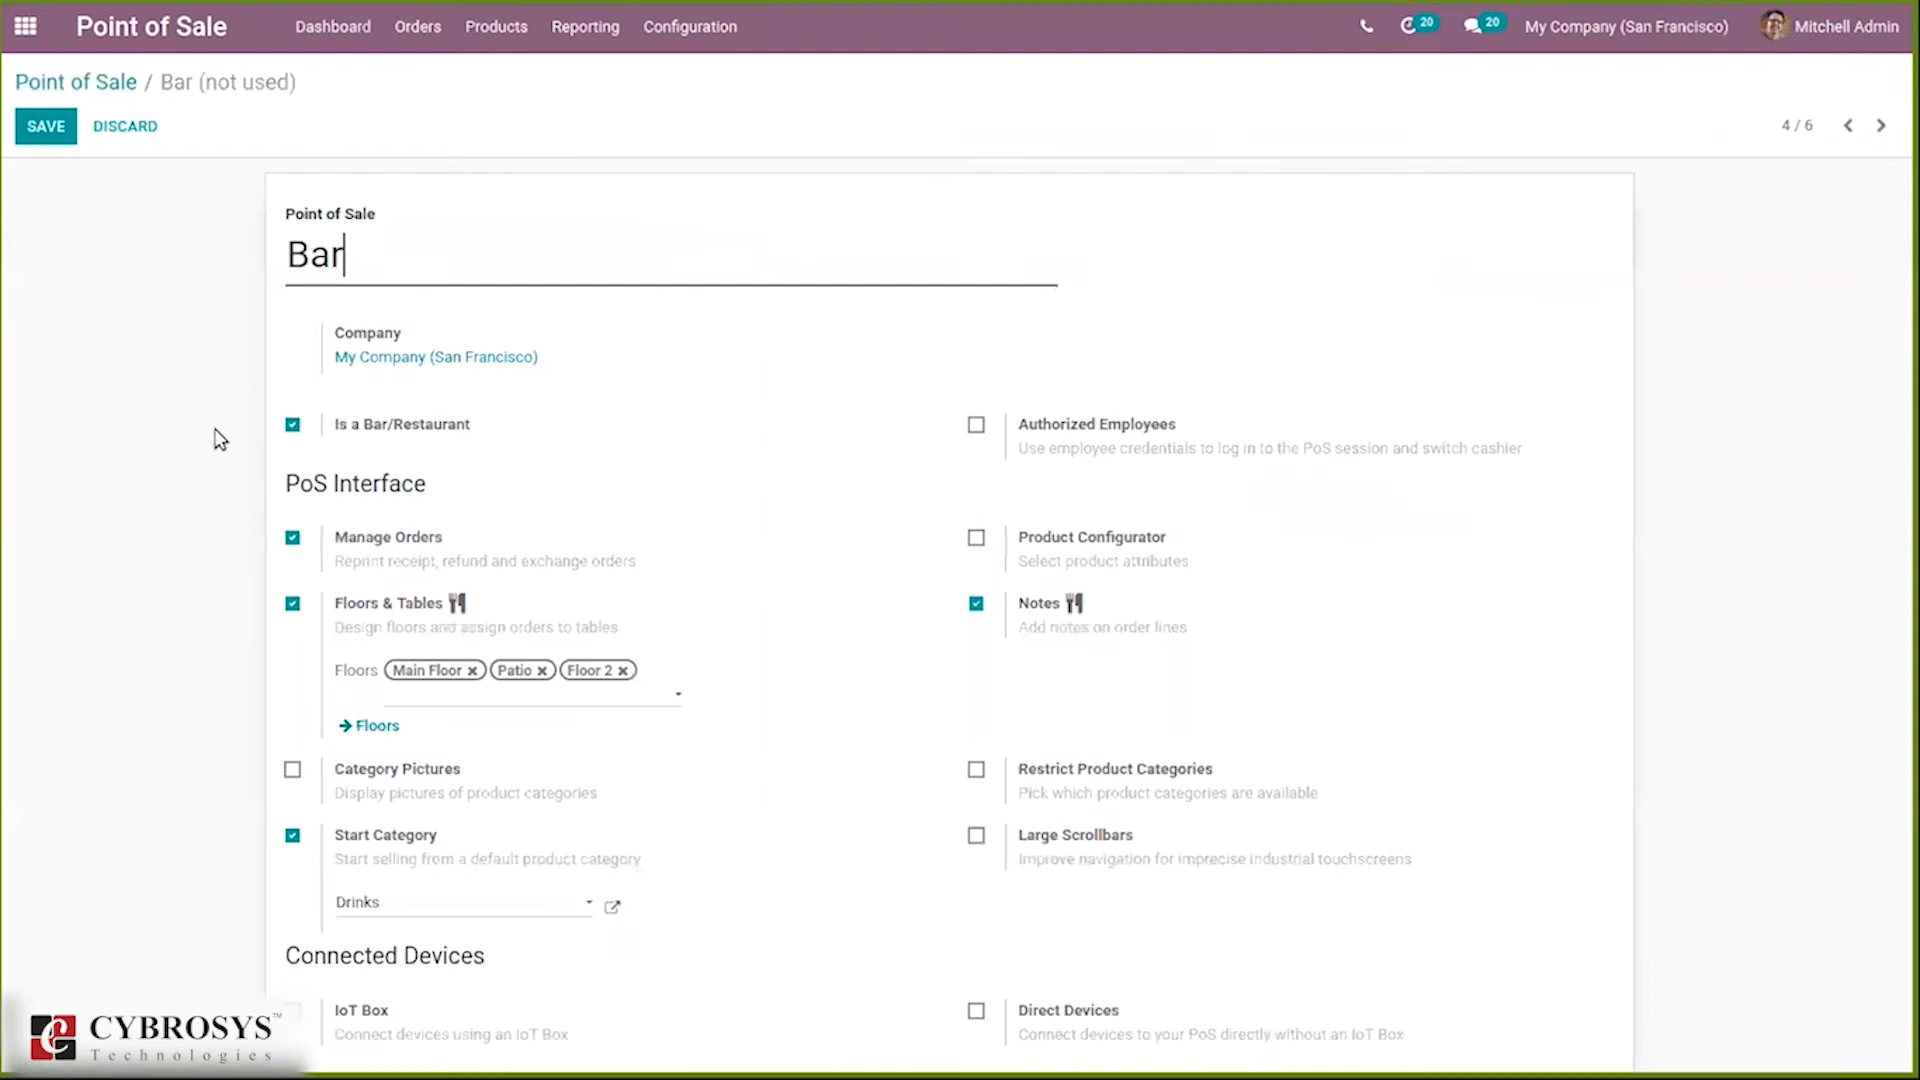 Point of Sale Dashboard Orders Products Reporting Configuration 20 20 My Company (San Francisco) Mitchell Admin
Point of Sale / Bar (not used)
SAVE DISCARD 4 / 6
Point of Sale
Bar
Company
My Company (San Francisco)
Is a Bar/Restaurant
Authorized Employees
Use employee credentials to log in to the PoS session and switch cashier
PoS Interface
Manage Orders
Reprint receipt, refund and exchange orders
Product Configurator
Select product attributes
Floors & Tables
Design floors and assign orders to tables
Notes
Add notes on order lines
Floors Main Floor × Patio × Floor 2 ×
Floors
Category Pictures
Display pictures of product categories
Restrict Product Categories
Pick which product categories are available
Start Category
Start selling from a default product category
Large Scrollbars
Improve navigation for imprecise industrial touchscreens
Drinks
Connected Devices
IoT Box
Connect devices using an IoT Box
Direct Devices
Connect devices to your PoS directly without an IoT Box
CYBROSYS™
Technologies